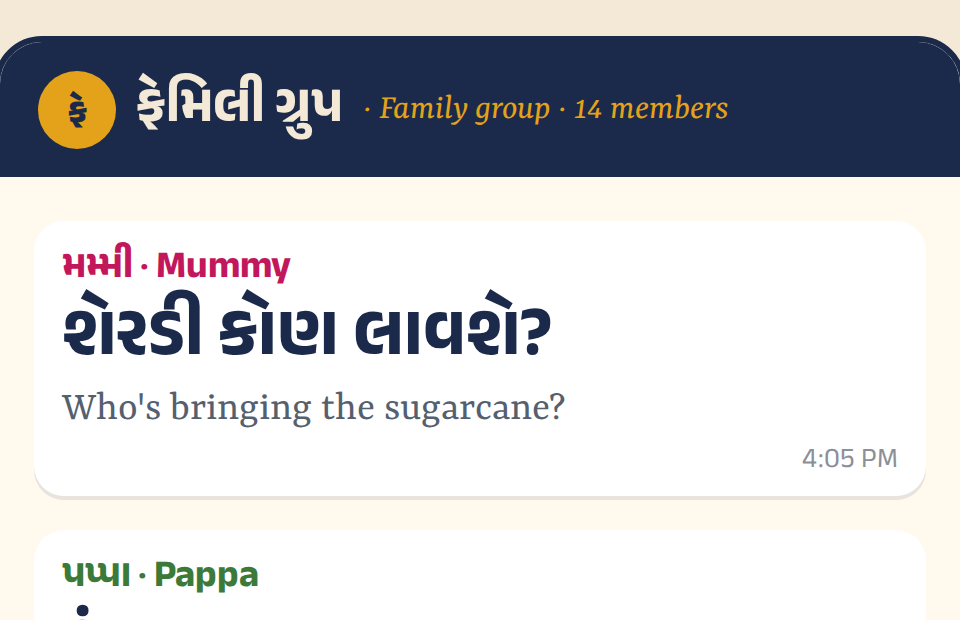 ફે ફેમિલી ગ્રુપ · Family group · 14 members
મમ્મી · Mummy
શેરડી કોણ લાવશે?
Who's bringing the sugarcane?
4:05 PM
પપ્પા · Pappa